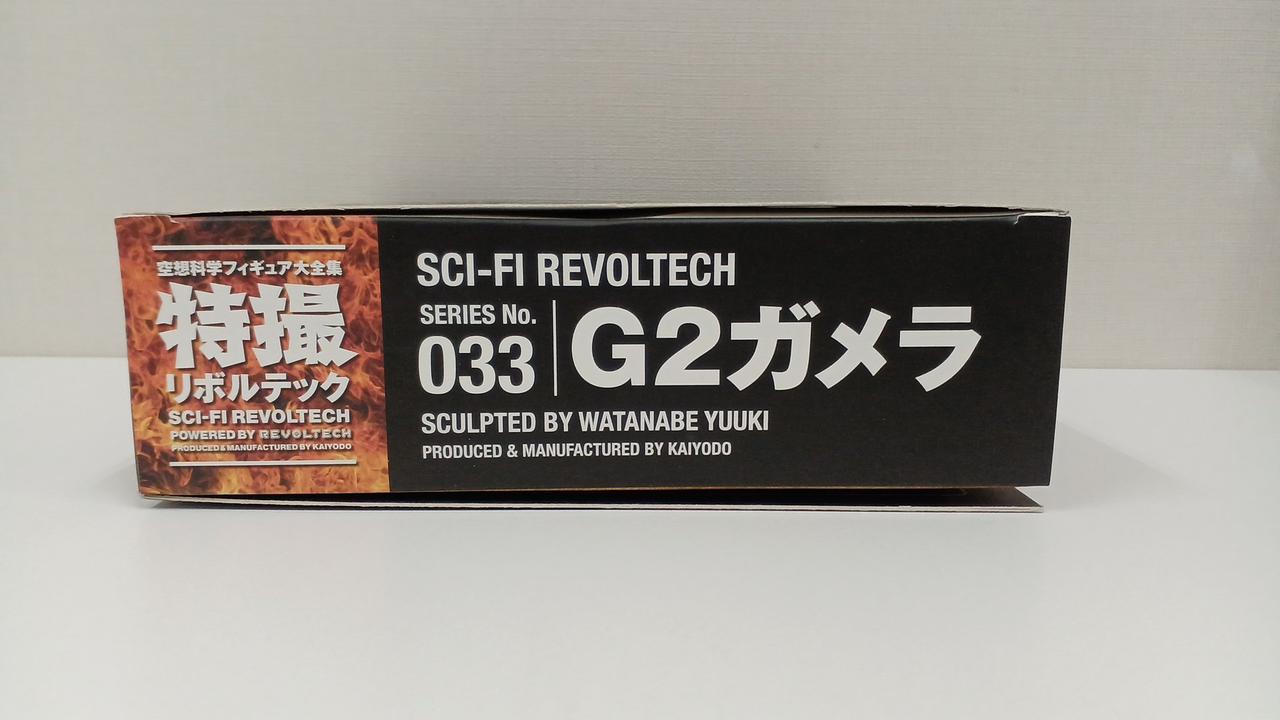 空想科学フィギュア大全集
特撮
リボルテック
SCI-FI REVOLTECH
POWERED BY REVOLTECH
PRODUCED & MANUFACTURED BY KAIYODO
SCI-FI REVOLTECH
SERIES No.
033
G2ガメラ
SCULPTED BY WATANABE YUUKI
PRODUCED & MANUFACTURED BY KAIYODO